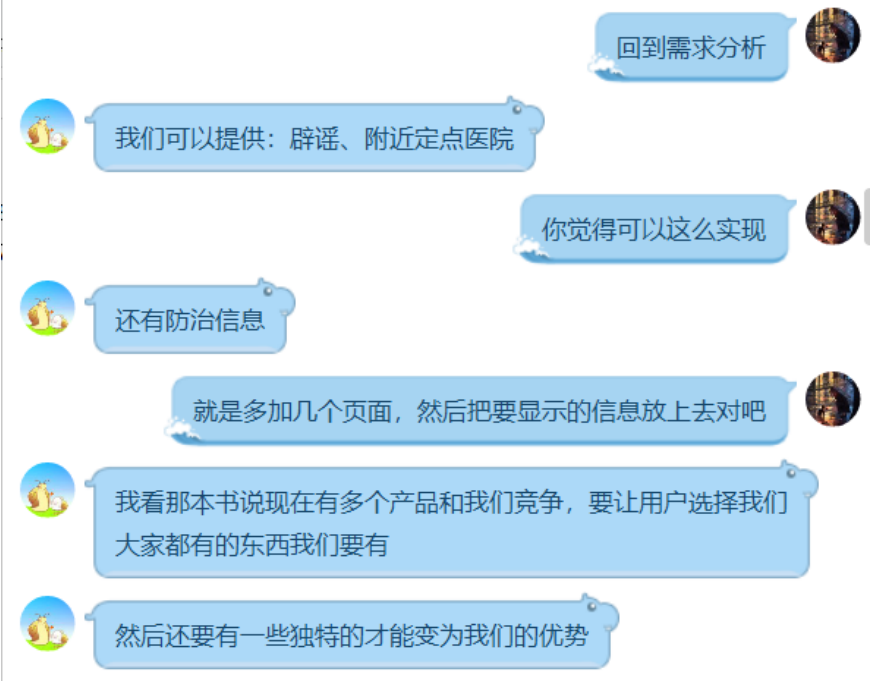 回到需求分析
我们可以提供：辟谣、附近定点医院
你觉得可以这么实现
还有防治信息
就是多加几个页面，然后把要显示的信息放上去对吧
我看那本书说现在有多个产品和我们竞争，要让用户选择我们
大家都有的东西我们要有
然后还要有一些独特的才能变为我们的优势